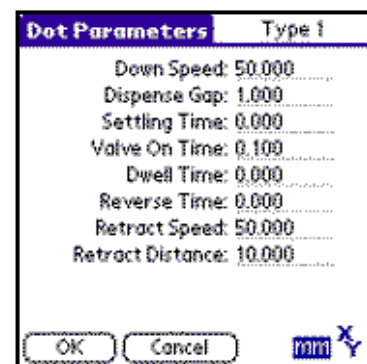 Dot Parameters Type 1
Down Speed: 50.000
Dispense Gap: 1.000
Settling Time: 0.000
Valve On Time: 0.100
Dwell Time: 0.000
Reverse Time: 0.000
Retract Speed: 50.000
Retract Distance: 10.000
OK Cancel mm X Y